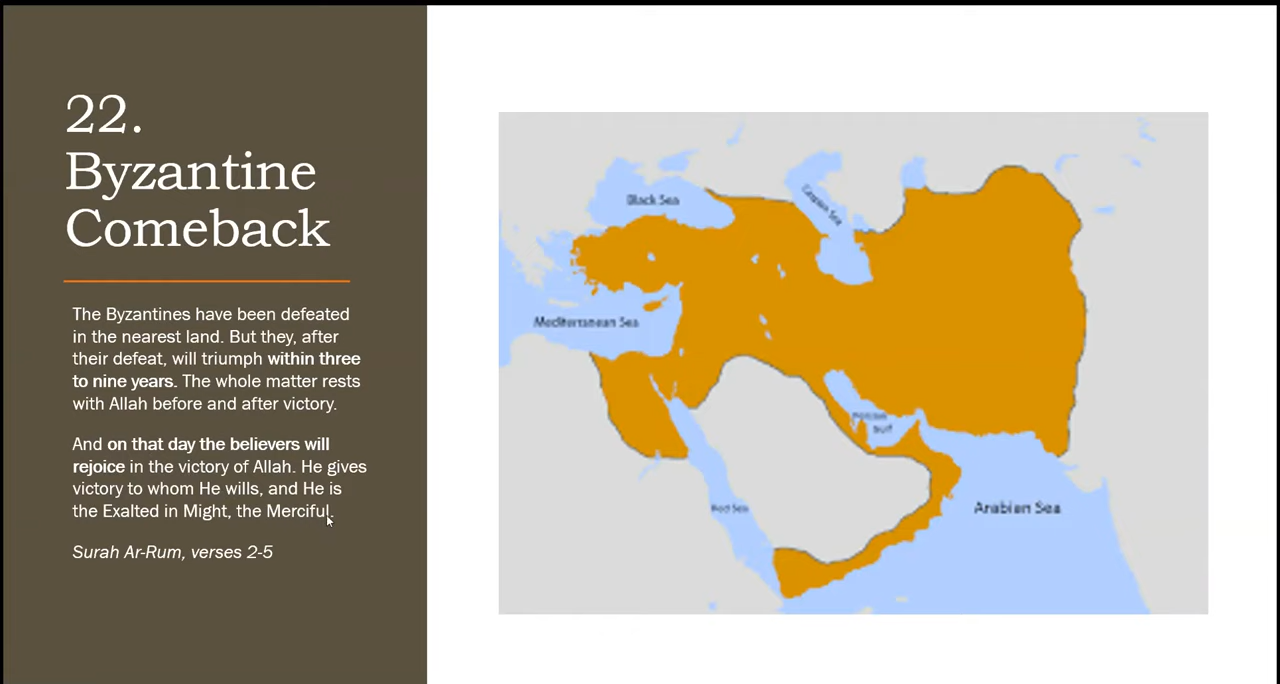 22.
Byzantine
Comeback
The Byzantines have been defeated
in the nearest land. But they, after
their defeat, will triumph within three
to nine years. The whole matter rests
with Allah before and after victory.
And on that day the believers will
rejoice in the victory of Allah. He gives
victory to whom He wills, and He is
the Exalted in Might, the Merciful.
Surah Ar-Rum, verses 2-5
Black Sea
Caspian Sea
Mediterranean Sea
Persian
Gulf
Red Sea
Arabian Sea